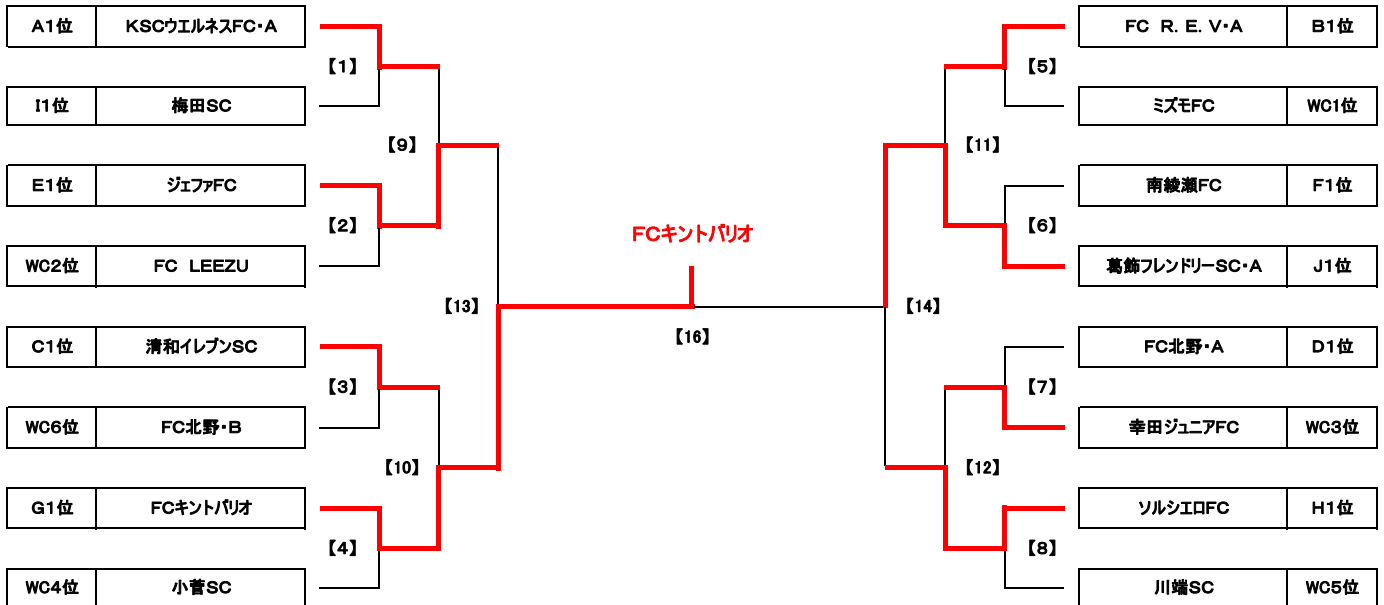 A1位 KSCウエルネスFC・A
【1】
I1位 梅田SC
【9】
E1位 ジェファFC
【2】
WC2位 FC LEEZU
【13】
C1位 清和イレブンSC
【3】
WC6位 FC北野・B
【10】
G1位 FCキントバリオ
【4】
WC4位 小菅SC
FCキントバリオ
【16】
FC R.E.V・A B1位
【5】
ミズモFC WC1位
【11】
南綾瀬FC F1位
【6】
葛飾フレンドリーSC・A J1位
【14】
FC北野・A D1位
【7】
幸田ジュニアFC WC3位
【12】
ソルシエロFC H1位
【8】
川端SC WC5位